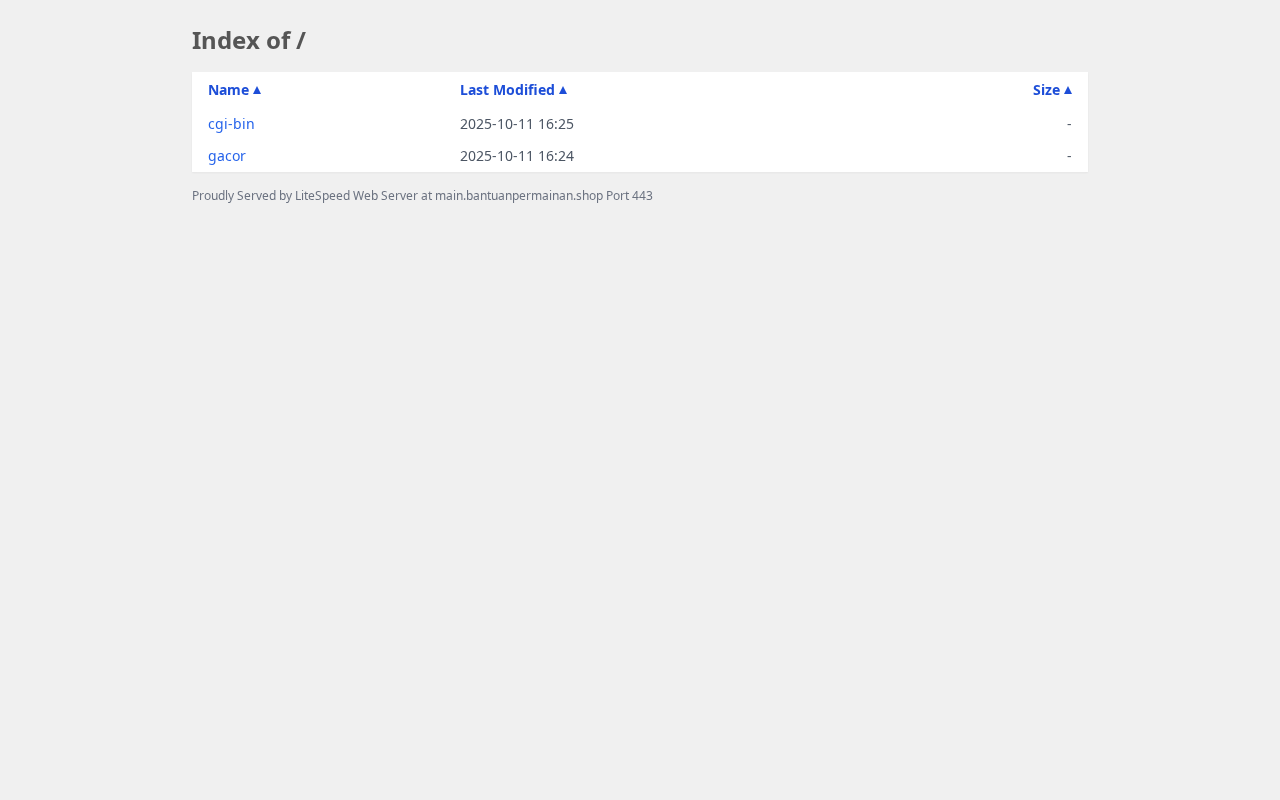 Index of /
Name Last Modified Size
cgi-bin 2025-10-11 16:25 -
gacor 2025-10-11 16:24 -
Proudly Served by LiteSpeed Web Server at main.bantuanpermainan.shop Port 443